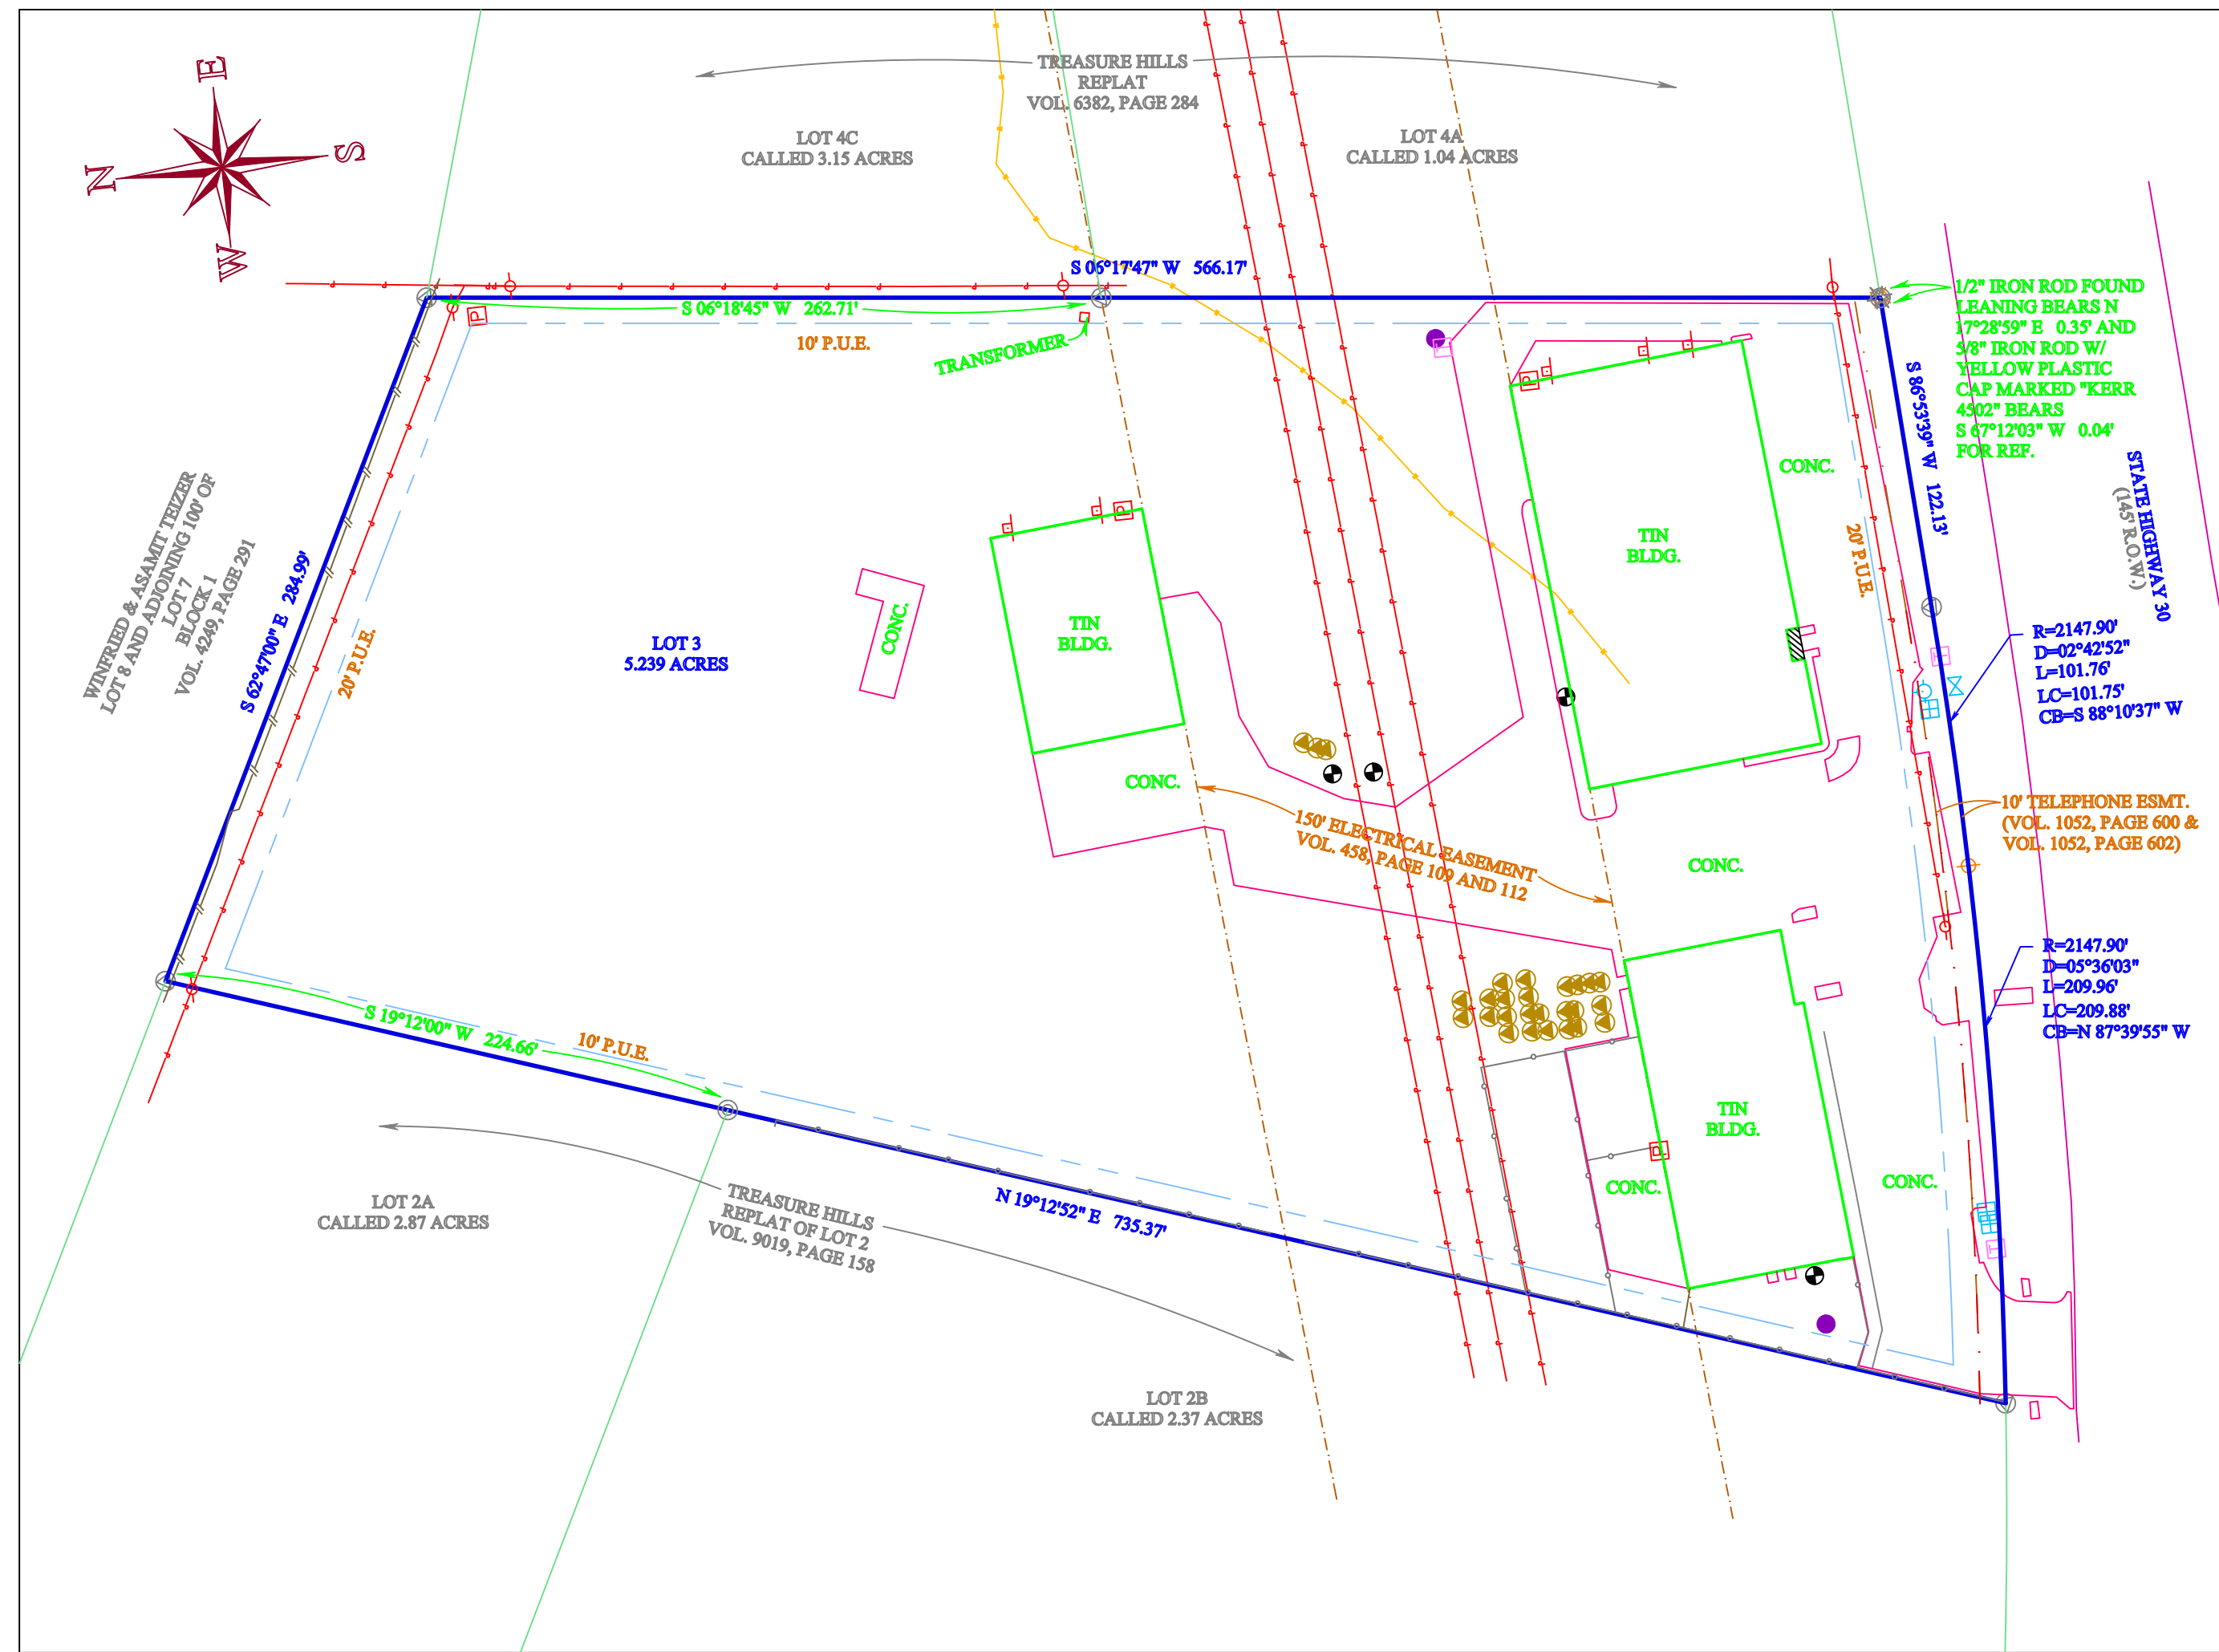 E
N
S
W
TREASURE HILLS
REPLAT
VOL. 6382, PAGE 284
LOT 4C
CALLED 3.15 ACRES
LOT 4A
CALLED 1.04 ACRES
S 06°17'47" W 566.17'
S 06°18'45" W 262.71'
10' P.U.E.
TRANSFORMER
P
1/2" IRON ROD FOUND
LEANING BEARS N
17°28'59" E 0.35' AND
5/8" IRON ROD W/
YELLOW PLASTIC
CAP MARKED "KERR
4502" BEARS
S 67°12'03" W 0.04'
FOR REF.
S 86°53'39" W 122.13'
STATE HIGHWAY 30
(145' R.O.W.)
WINFRIED & ASAMIT TEIZER
LOT 8 AND ADJOINING 100' OF
LOT 7
BLOCK 1
VOL. 4249, PAGE 291
S 62°47'00" E 284.99'
20' P.U.E.
LOT 3
5.239 ACRES
CONC.
P
TIN
BLDG.
CONC.
T
P
TIN
BLDG.
CONC.
20' P.U.E.
T
R=2147.90'
D=02°42'52"
L=101.76'
LC=101.75'
CB=S 88°10'37" W
150' ELECTRICAL EASEMENT
VOL. 458, PAGE 109 AND 112
CONC.
10' TELEPHONE ESMT.
(VOL. 1052, PAGE 600 &
VOL. 1052, PAGE 602)
R=2147.90'
D=05°36'03"
L=209.96'
LC=209.88'
CB=N 87°39'55" W
S 19°12'00" W 224.66'
10' P.U.E.
TIN
BLDG.
P
CONC.
CONC.
T
LOT 2A
CALLED 2.87 ACRES
TREASURE HILLS
REPLAT OF LOT 2
VOL. 9019, PAGE 158
N 19°12'52" E 735.37'
LOT 2B
CALLED 2.37 ACRES